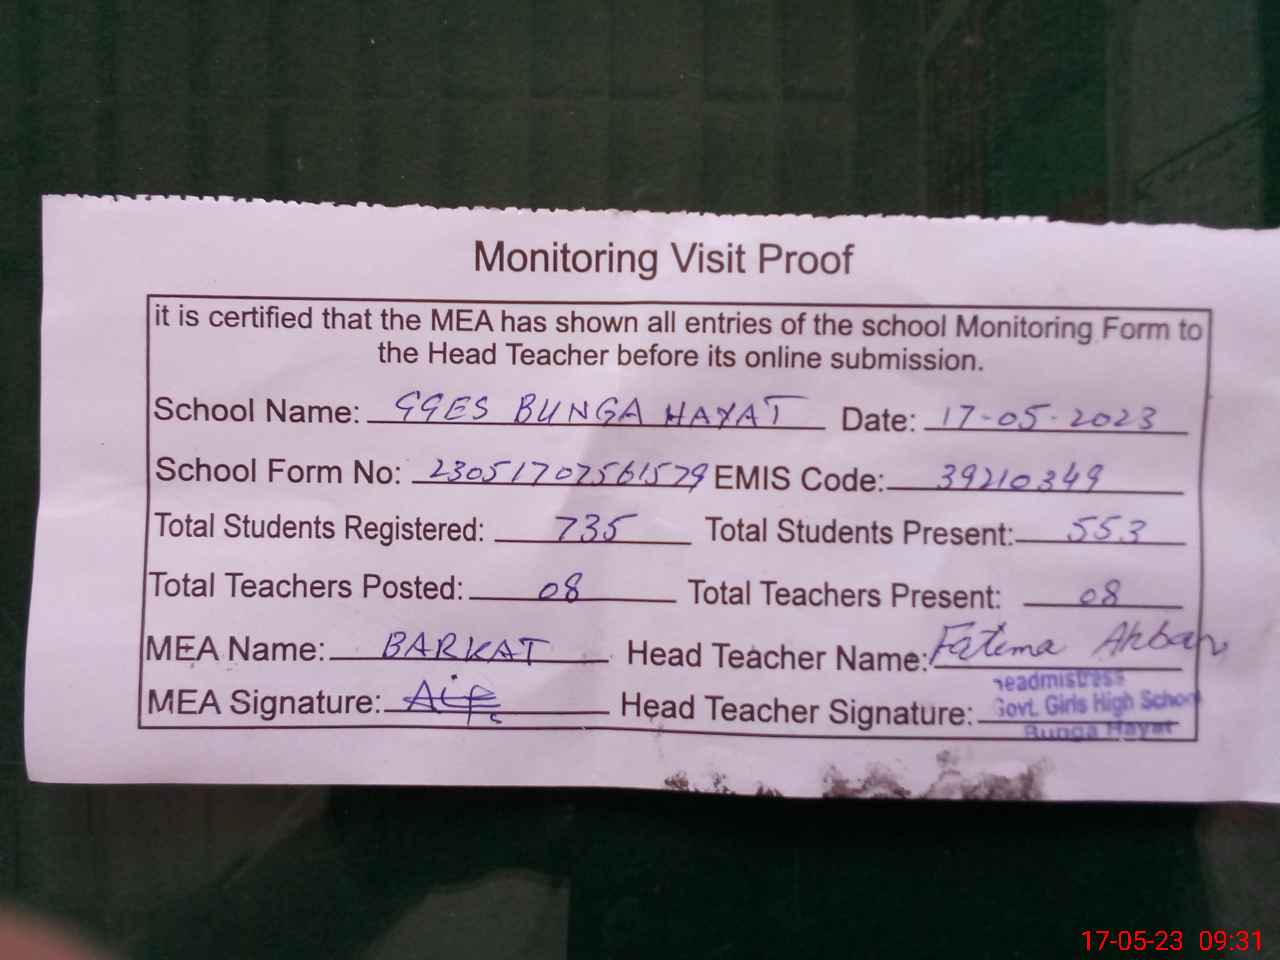 Monitoring Visit Proof
it is certified that the MEA has shown all entries of the school Monitoring Form to
the Head Teacher before its online submission.
School Name: GGES BUNGA HAYAT Date: 17-05-2023
School Form No: 23051707561579 EMIS Code: 39210349
Total Students Registered: 735 Total Students Present: 553
Total Teachers Posted: 08 Total Teachers Present: 08
MEA Name: BARKAT Head Teacher Name: Fatima Akbar
MEA Signature: Head Teacher Signature:
Headmistress
Govt. Girls High School
Bunga Hayat
17-05-23 09:31